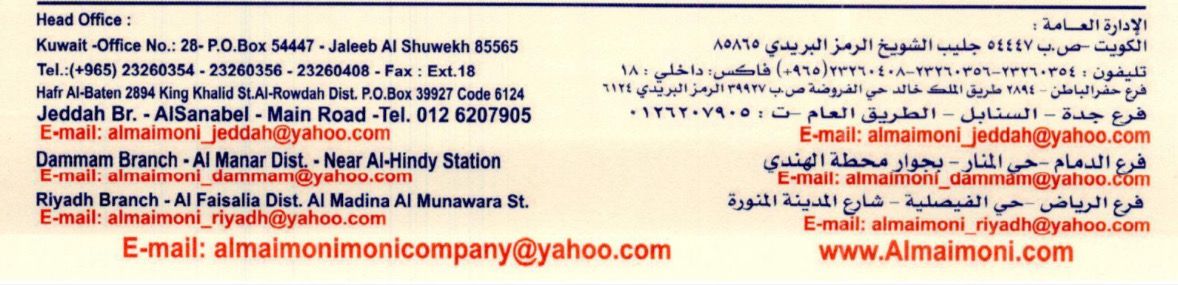 Head Office :
Kuwait -Office No.: 28- P.O.Box 54447 - Jaleeb Al Shuwekh 85565
Tel.:(+965) 23260354 - 23260356 - 23260408 - Fax : Ext.18
Hafr Al-Baten 2894 King Khalid St.Al-Rowdah Dist. P.O.Box 39927 Code 6124
Jeddah Br. - AlSanabel - Main Road -Tel. 012 6207905
E-mail: almaimoni_jeddah@yahoo.com
Dammam Branch - Al Manar Dist. - Near Al-Hindy Station
E-mail: almaimoni_dammam@yahoo.com
Riyadh Branch - Al Faisalia Dist. Al Madina Al Munawara St.
E-mail: almaimoni_riyadh@yahoo.com
الإدارة العـــامـة :
الكويت -ص.ب ٥٤٤٤٧ جليب الشويخ الرمز البريدي ٨٥٨٦٥
تليفون : ٢٣٢٦٠٣٥٤-٢٣٢٦٠٣٥٦-٢٣٢٦٠٤٠٨(٩٦٥+) فاكس: داخلي : ١٨
فرع حفرالباطن - ٢٨٩٤ طريق الملك خالد حي الفروضة ص.ب ٣٩٩٢٧ الرمز البريدي ٦١٢٤
فرع جدة - السنابل - الطريق العام -ت : ٠١٢٦٢٠٧٩٠٥
E-mail: almaimoni_jeddah@yahoo.com
فرع الدمام -حي المنار - بجوار محطة الهندي
E-mail: almaimoni_dammam@yahoo.com
فرع الرياض -حي الفيصلية - شارع المدينة المنورة
E-mail: almaimoni_riyadh@yahoo.com
E-mail: almaimonimonicompany@yahoo.com
www.Almaimoni.com